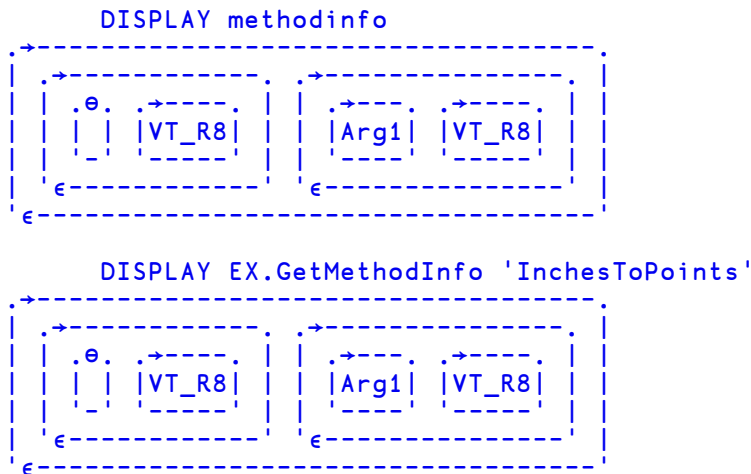 DISPLAY methodinfo
.→-----------------------------------.
| .→------------. .→---------------. |
| | .⊖. .→----. | | .→---. .→----. | |
| | | | |VT_R8| | | |Arg1| |VT_R8| | |
| | '-' '-----' | | '----' '-----' | |
| '∊------------' '∊---------------' |
'∊-----------------------------------'
      DISPLAY EX.GetMethodInfo 'InchesToPoints'
.→-----------------------------------.
| .→------------. .→---------------. |
| | .⊖. .→----. | | .→---. .→----. | |
| | | | |VT_R8| | | |Arg1| |VT_R8| | |
| | '-' '-----' | | '----' '-----' | |
| '∊------------' '∊---------------' |
'∊-----------------------------------'